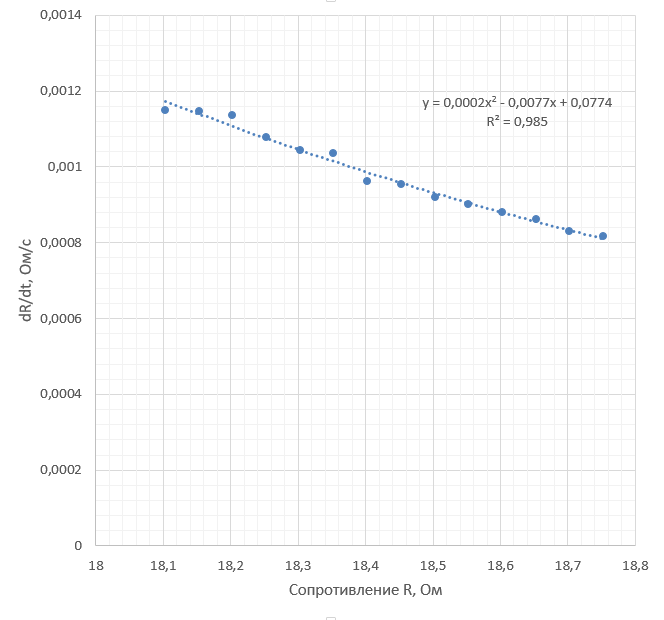 0,0014
0,0012
0,001
0,0008
0,0006
0,0004
0,0002
0
dR/dt, Ом/с
y = 0,0002x² - 0,0077x + 0,0774
R² = 0,985
18 18,1 18,2 18,3 18,4 18,5 18,6 18,7 18,8
Сопротивление R, Ом